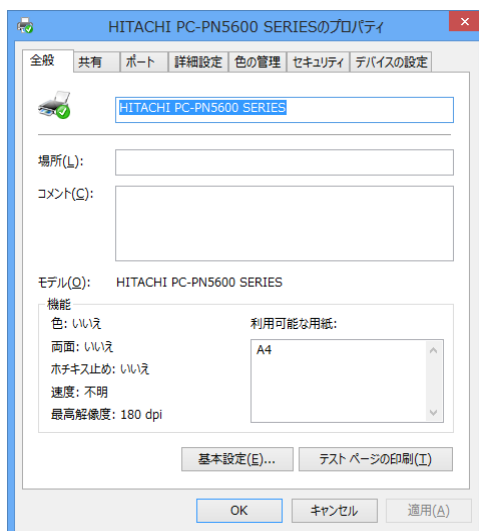 HITACHI PC-PN5600 SERIESのプロパティ
全般 共有 ポート 詳細設定 色の管理 セキュリティ デバイスの設定
HITACHI PC-PN5600 SERIES
場所(L):
コメント(C):
モデル(O): HITACHI PC-PN5600 SERIES
機能
色: いいえ 利用可能な用紙:
両面: いいえ A4
ホチキス止め: いいえ
速度: 不明
最高解像度: 180 dpi
基本設定(E)... テスト ページの印刷(T)
OK キャンセル 適用(A)